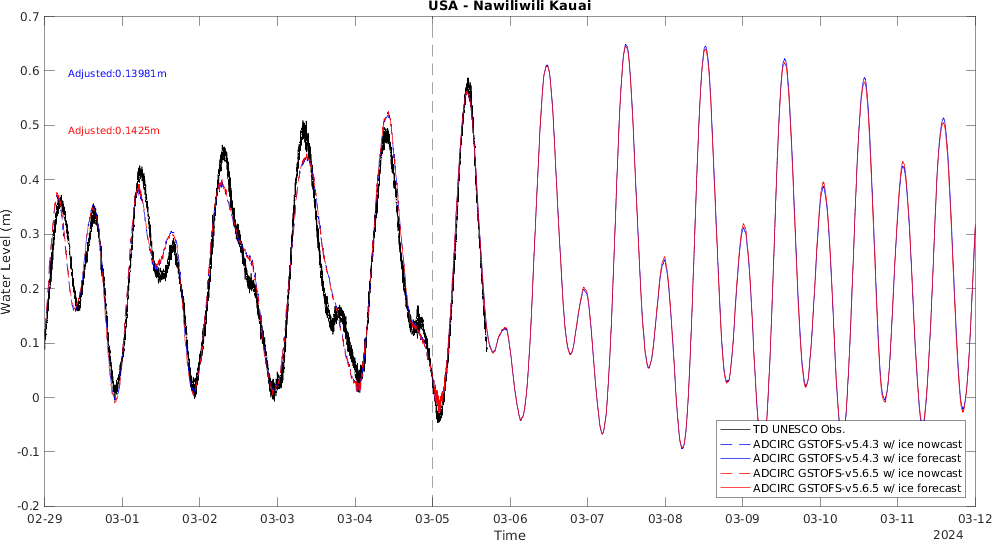 USA - Nawiliwili Kauai
0.7
0.6
0.5
0.4
0.3
0.2
0.1
0
-0.1
-0.2
Water Level (m)
Adjusted:0.13981m
Adjusted:0.1425m
TD UNESCO Obs.
ADCIRC GSTOFS-v5.4.3 w/ ice nowcast
ADCIRC GSTOFS-v5.4.3 w/ ice forecast
ADCIRC GSTOFS-v5.6.5 w/ ice nowcast
ADCIRC GSTOFS-v5.6.5 w/ ice forecast
02-29 03-01 03-02 03-03 03-04 03-05 03-06 03-07 03-08 03-09 03-10 03-11 03-12
Time
2024